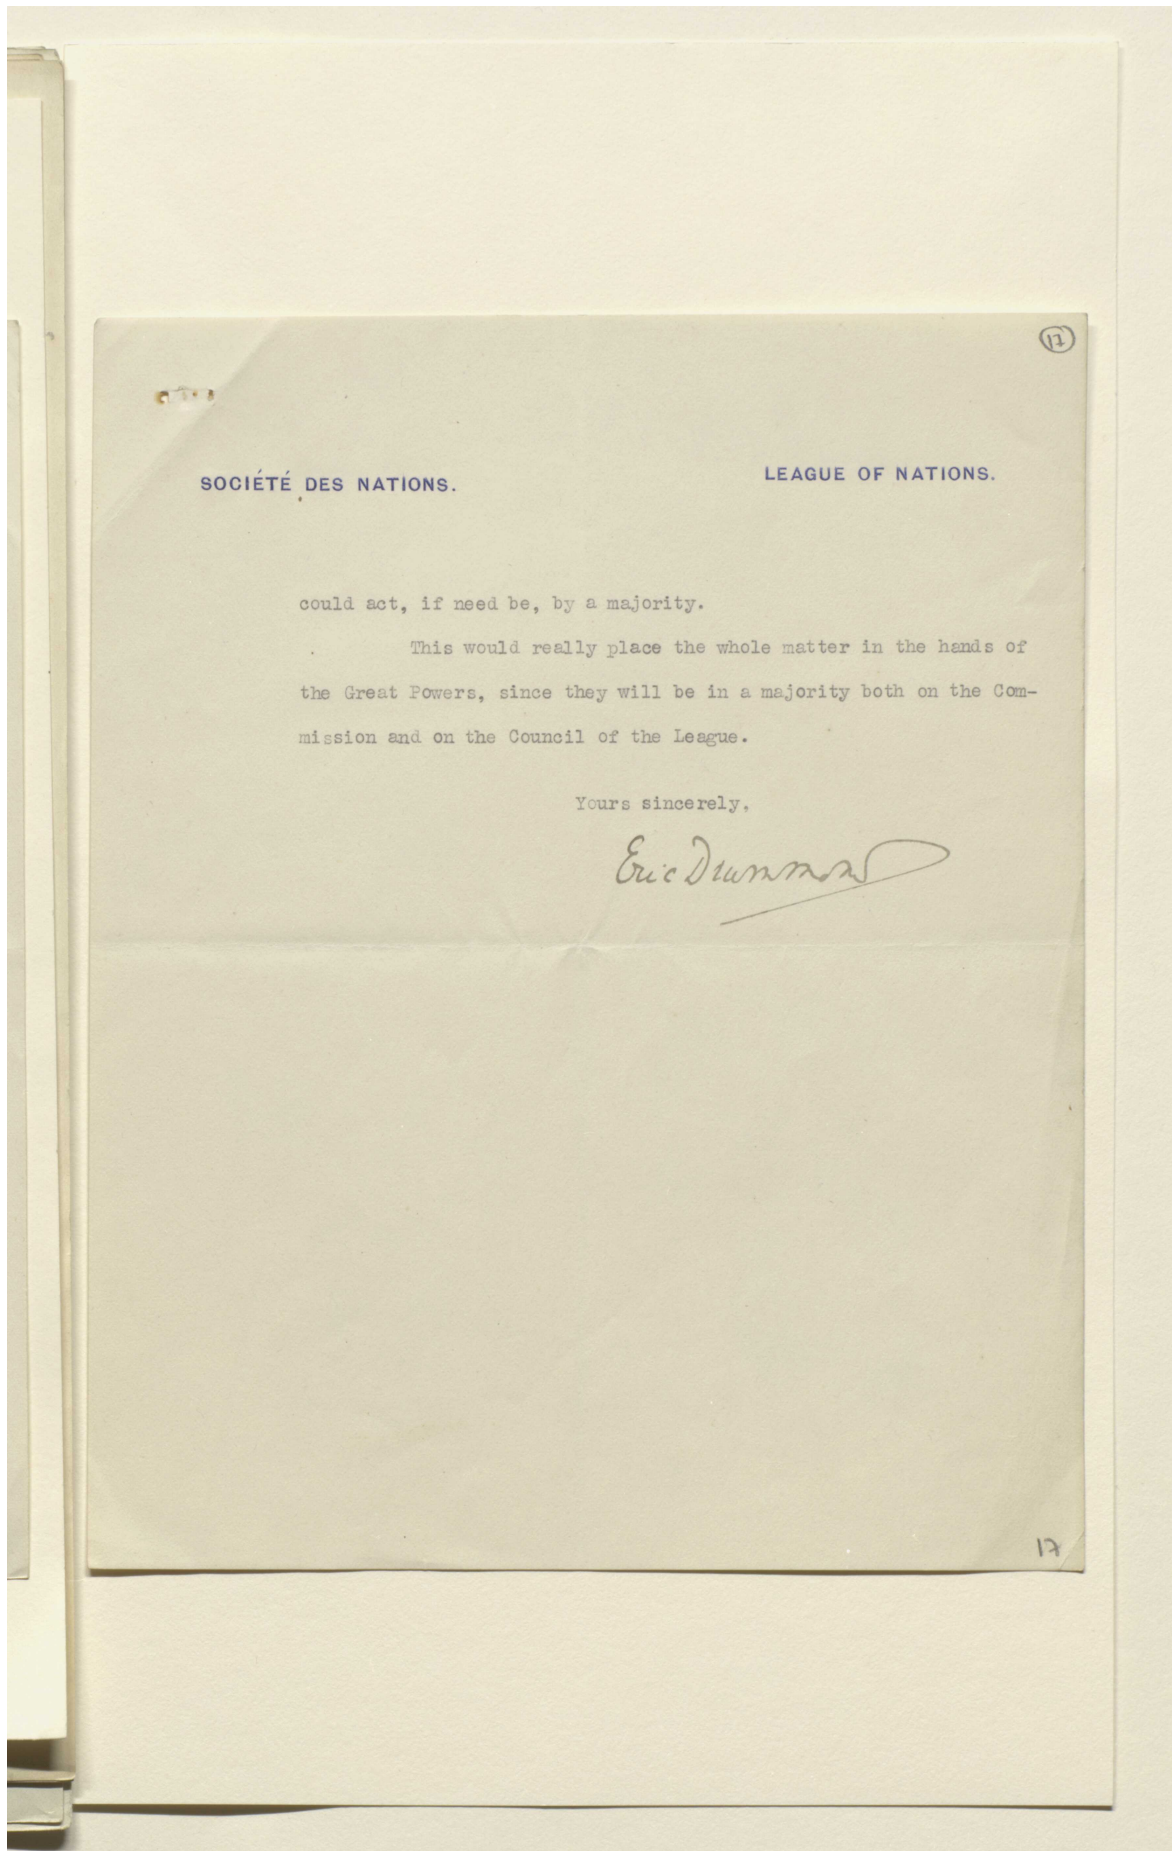 17
SOCIÉTÉ DES NATIONS.
LEAGUE OF NATIONS.
could act, if need be, by a majority.
This would really place the whole matter in the hands of
the Great Powers, since they will be in a majority both on the Com-
mission and on the Council of the League.
Yours sincerely,
Eric Drummond
17